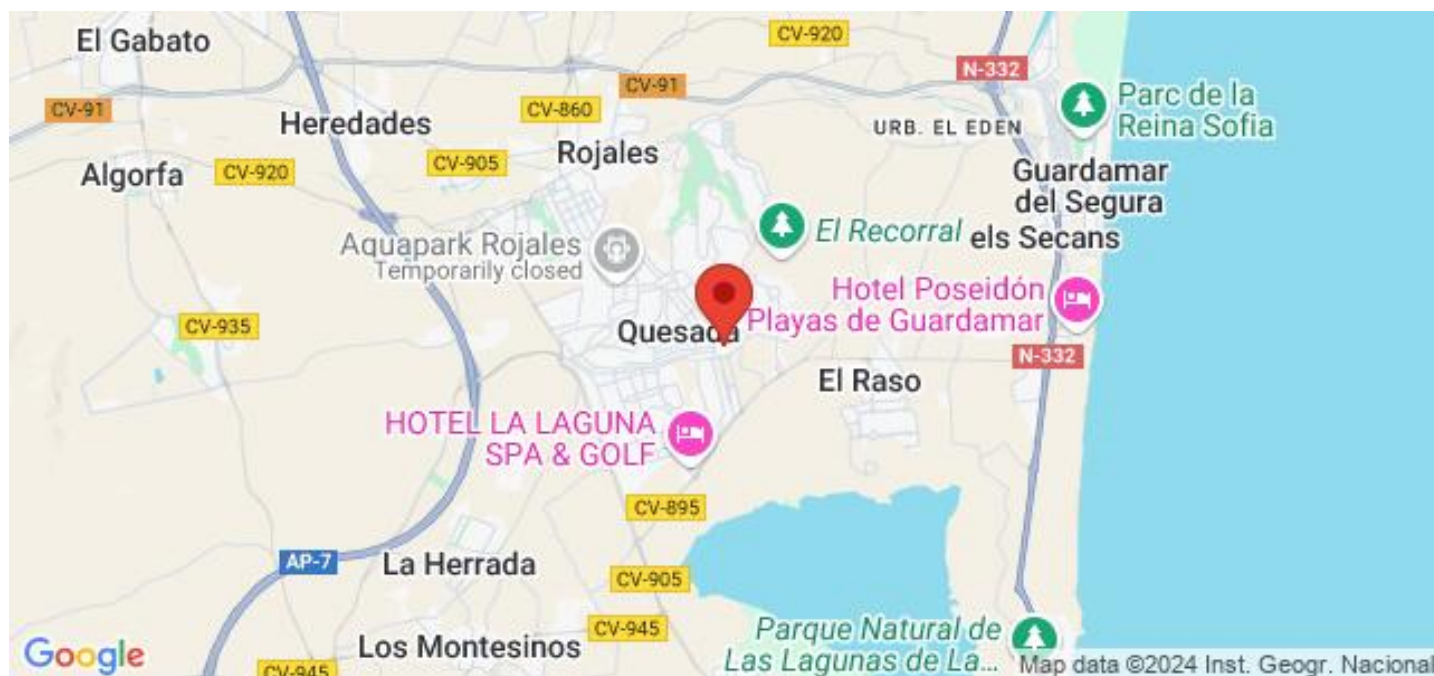 El Gabato
CV-920
N-332
CV-91
CV-91
CV-860
Parc de la
Reina Sofia
Heredades
URB. EL EDEN
Rojales
CV-905
Algorfa
CV-920
Guardamar
del Segura
El Recorral
els Secans
Aquapark Rojales
Temporarily closed
Hotel Poseidón
Playas de Guardamar
CV-935
Quesada
N-332
El Raso
HOTEL LA LAGUNA
SPA & GOLF
CV-895
AP-7
La Herrada
CV-905
CV-945
Los Montesinos
Parque Natural de
Las Lagunas de La...
CV-945
Google
Map data ©2024 Inst. Geogr. Nacional